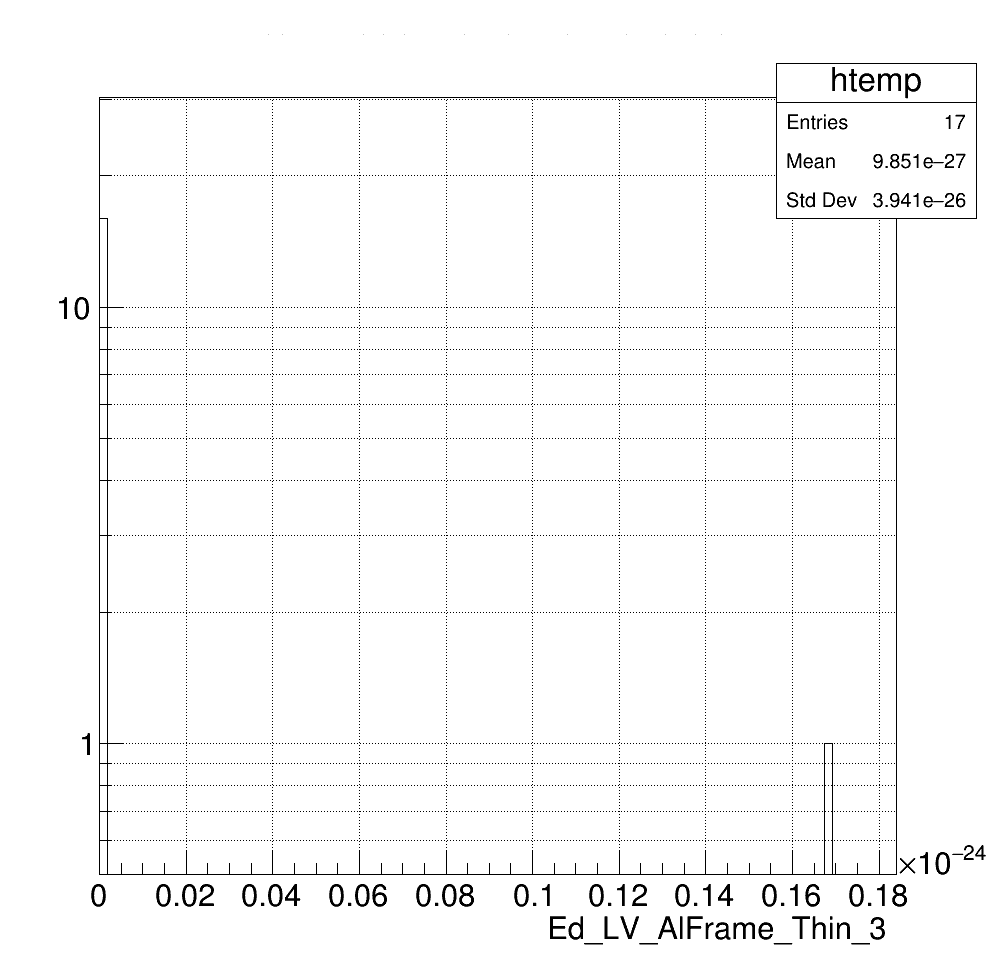 htemp
Entries 17
Mean 9.851e−27
Std Dev 3.941e−26
10
1
0 0.02 0.04 0.06 0.08 0.1 0.12 0.14 0.16 0.18
×10−24
Ed_LV_AlFrame_Thin_3